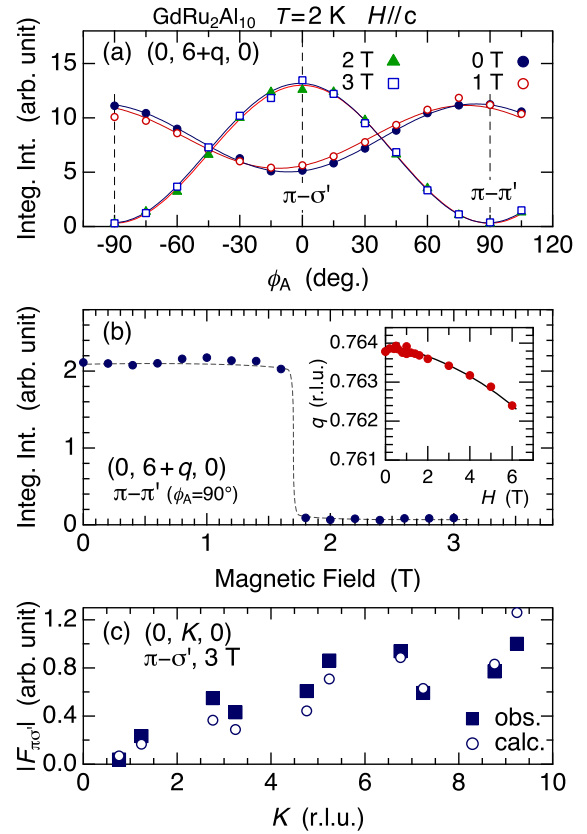 GdRu₂Al₁₀ T=2 K H//c
(a) (0, 6+q, 0)
2 T 0 T
3 T 1 T
Integ. Int. (arb. unit)
15
10
5
0
π−σ'
π−π'
-90 -60 -30 0 30 60 90 120
ϕA (deg.)
(b)
Integ. Int. (arb. unit)
3
2
1
0
(0, 6+q, 0)
π−π' (ϕA=90°)
q (r.l.u.)
0.764
0.763
0.762
0.761
0 2 4 6
H (T)
0 1 2 3
Magnetic Field (T)
(c) (0, K, 0)
π−σ', 3 T
|Fπσ'| (arb. unit)
1.2
0.8
0.4
0.0
obs.
calc.
0 2 4 6 8 10
K (r.l.u.)